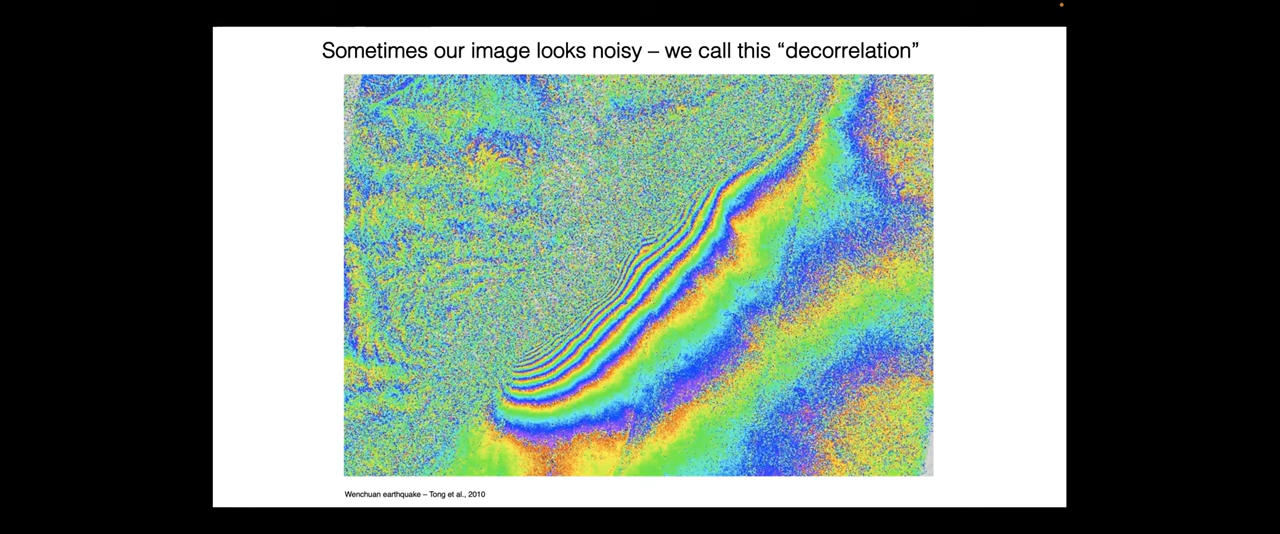 Sometimes our image looks noisy – we call this “decorrelation”
Wenchuan earthquake – Tong et al., 2010